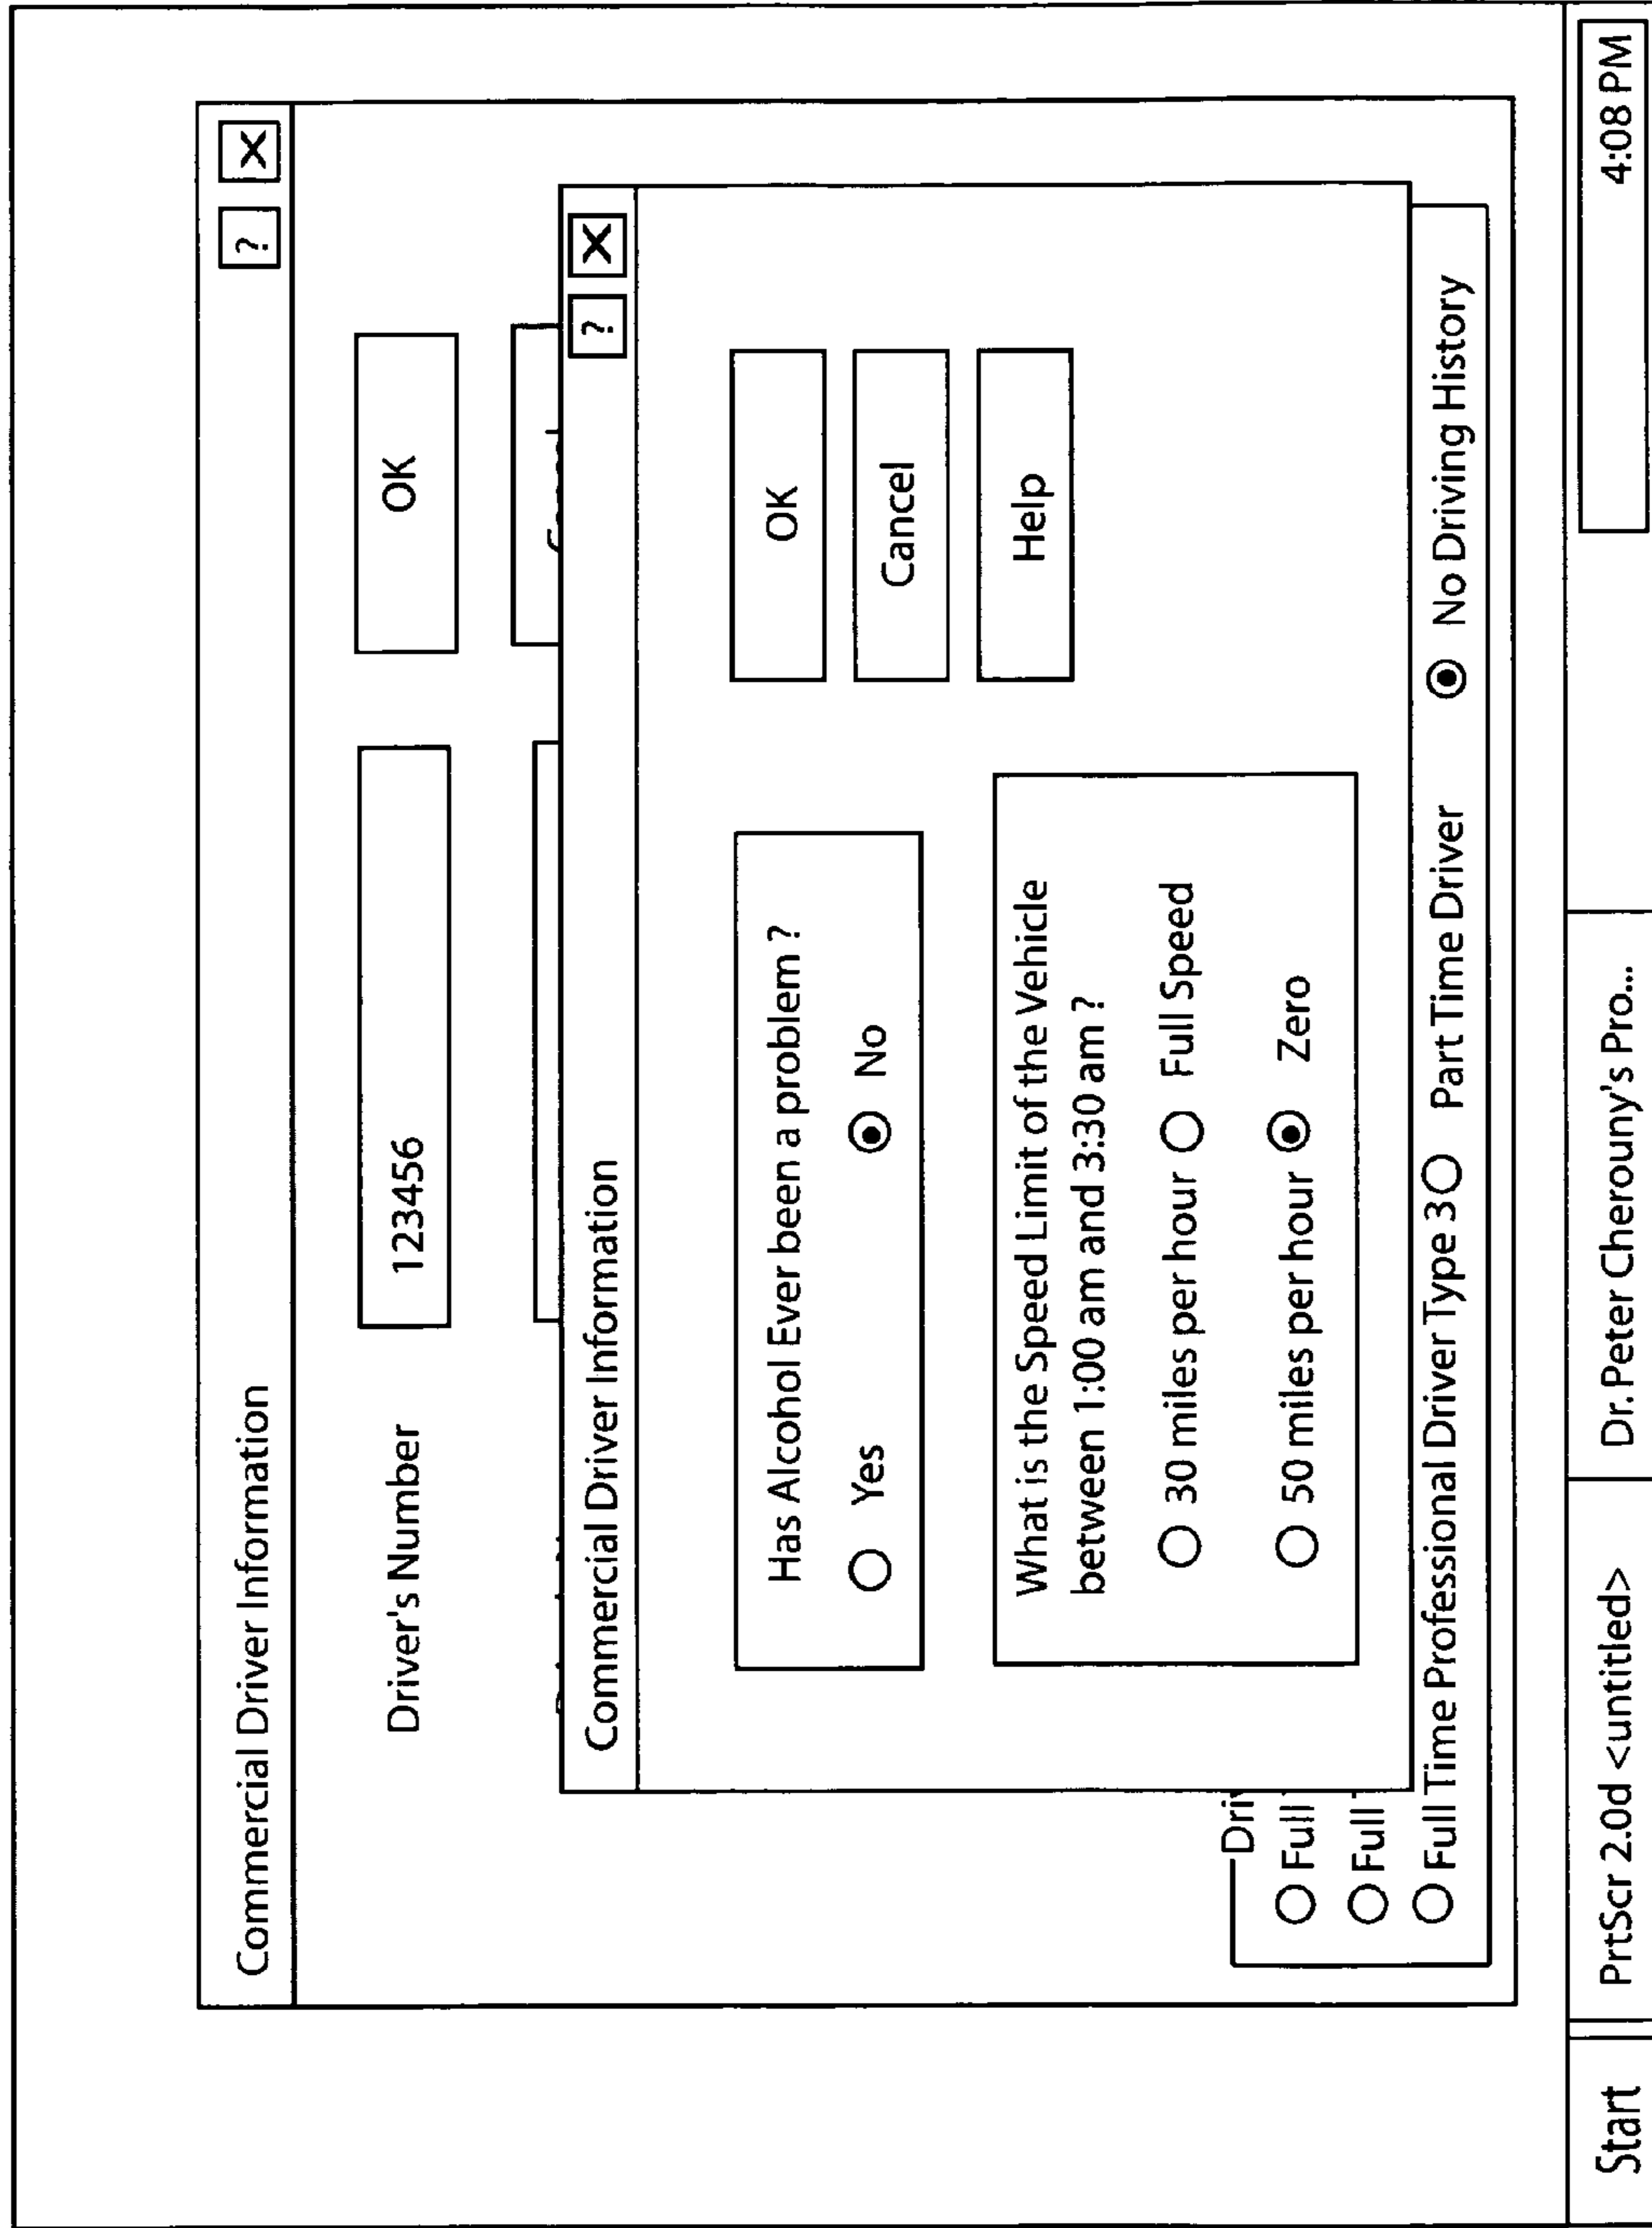 Commercial Driver Information ? X
Driver's Number 123456 OK
Commercial Driver Information ? X
Has Alcohol Ever been a problem ?
Yes No
OK
Cancel
Help
What is the Speed Limit of the Vehicle
between 1:00 am and 3:30 am ?
30 miles per hour Full Speed
50 miles per hour Zero
Full
Full
Full Time Professional Driver Type 3 Part Time Driver No Driving History
Start PrtScr 2.0d <untitled> Dr. Peter Cherouny's Pro... 4:08 PM